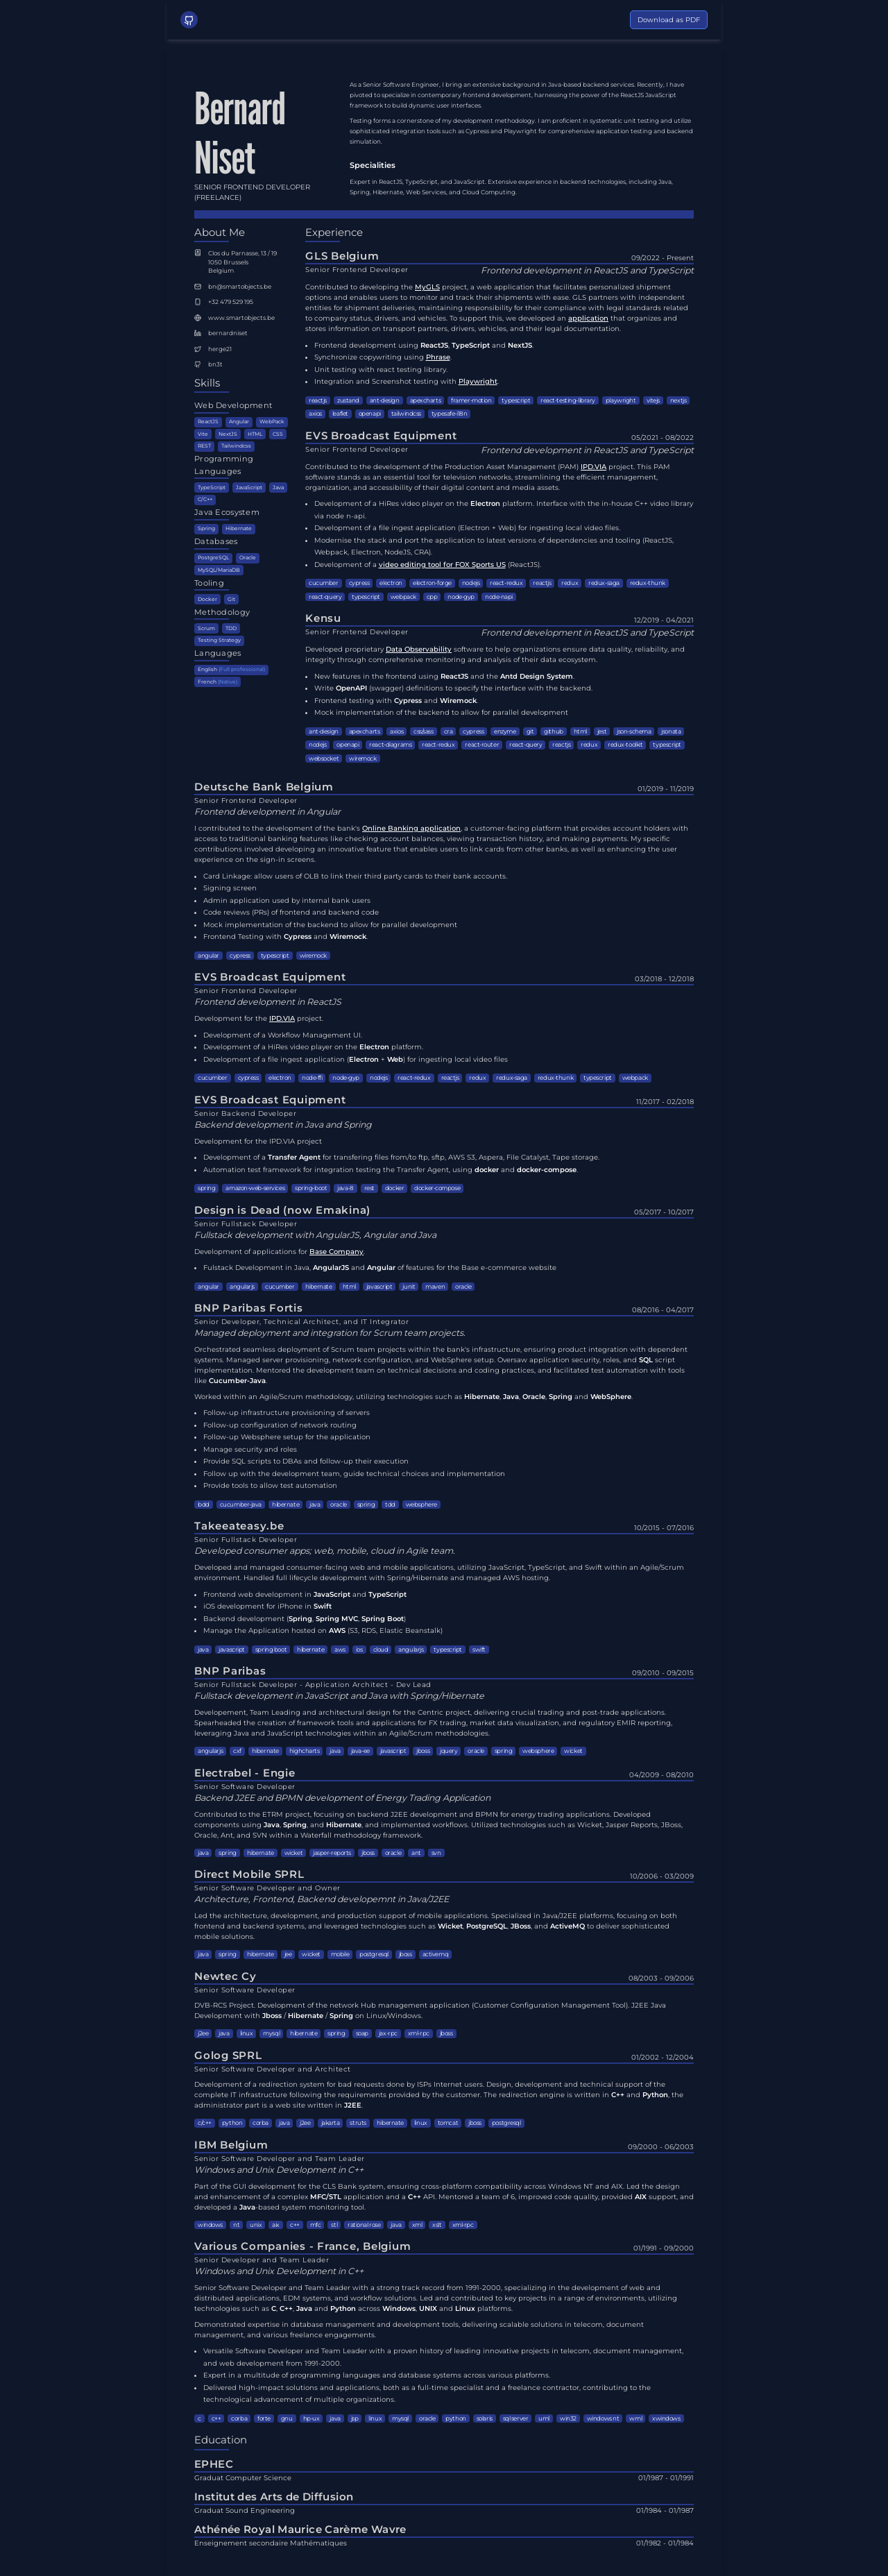 Download as PDF
Bernard
Niset
SENIOR FRONTEND DEVELOPER
(FREELANCE)
As a Senior Software Engineer, I bring an extensive background in Java-based backend services. Recently, I have
pivoted to specialize in contemporary frontend development, harnessing the power of the ReactJS JavaScript
framework to build dynamic user interfaces.
Testing forms a cornerstone of my development methodology. I am proficient in systematic unit testing and utilize
sophisticated integration tools such as Cypress and Playwright for comprehensive application testing and backend
simulation.
Specialities
Expert in ReactJS, TypeScript, and JavaScript. Extensive experience in backend technologies, including Java,
Spring, Hibernate, Web Services, and Cloud Computing.
About Me
Clos du Parnasse, 13 / 19
1050 Brussels
Belgium
bn@smartobjects.be
+32 479 529 195
www.smartobjects.be
bernardniset
herge21
bn3t
Skills
Web Development
ReactJS Angular WebPack
Vite NextJS HTML CSS
REST Tailwindcss
Programming
Languages
TypeScript JavaScript Java
C/C++
Java Ecosystem
Spring Hibernate
Databases
PostgreSQL Oracle
MySQL/MariaDB
Tooling
Docker Git
Methodology
Scrum TDD
Testing Strategy
Languages
English (Full professional)
French (Native)
Experience
GLS Belgium 09/2022 - Present
Senior Frontend Developer Frontend development in ReactJS and TypeScript
Contributed to developing the MyGLS project, a web application that facilitates personalized shipment
options and enables users to monitor and track their shipments with ease. GLS partners with independent
entities for shipment deliveries, maintaining responsibility for compliance with legal standards related
to company status, drivers, and vehicles. To support this, we developed an application that organizes and
stores information on transport partners, drivers, vehicles, and their legal documentation.
• Frontend development using ReactJS, TypeScript and NextJS.
• Synchronize copywriting using Phrase.
• Unit testing with react testing library.
• Integration and Screenshot testing with Playwright.
reactjs zustand ant-design apexcharts framer-motion typescript react-testing-library playwright vitejs nextjs
axios leaflet openapi tailwindcss typesafe-i18n
EVS Broadcast Equipment 05/2021 - 08/2022
Senior Frontend Developer Frontend development in ReactJS and TypeScript
Contributed to the development of the Production Asset Management (PAM) IPD.VIA project. This PAM
software stands as an essential tool for television networks, streamlining the efficient management,
organization, and accessibility of their digital content and media assets.
• Development of a HiRes video player on the Electron platform. Interface with the in-house C++ video library
via node n-api.
• Development of a file ingest application (Electron + Web) for ingesting local video files.
• Modernise the stack and port the application to latest versions of dependencies and tooling (ReactJS,
Webpack, Electron, NodeJS, CRA).
• Development of a video editing tool for FOX Sports US (ReactJS).
cucumber cypress electron electron-forge nodejs react-redux reactjs redux redux-saga redux-thunk
react-query typescript webpack cpp node-gyp node-napi
Kensu 12/2019 - 04/2021
Senior Frontend Developer Frontend development in ReactJS and TypeScript
Developed proprietary Data Observability software to help organizations ensure data quality, reliability, and
integrity through comprehensive monitoring and analysis of their data ecosystem.
• New features in the frontend using ReactJS and the Antd Design System.
• Write OpenAPI (swagger) definitions to specify the interface with the backend.
• Frontend testing with Cypress and Wiremock.
• Mock implementation of the backend to allow for parallel development
ant-design apexcharts axios css/sass cra cypress enzyme git github html jest json-schema jsonata
nodejs openapi react-diagrams react-redux react-router react-query reactjs redux redux-toolkit typescript
websocket wiremock
Deutsche Bank Belgium 01/2019 - 11/2019
Senior Frontend Developer
Frontend development in Angular
I contributed to the development of the bank's Online Banking application, a customer-facing platform that provides account holders with
access to traditional banking features like checking account balances, viewing transaction history, and making payments. My specific
contributions involved developing an innovative feature that enables users to link cards from other banks, as well as enhancing the user
experience on the sign-in screens.
• Card Linkage: allow users of OLB to link their third party cards to their bank accounts.
• Signing screen
• Admin application used by internal bank users
• Code reviews (PRs) of frontend and backend code
• Mock implementation of the backend to allow for parallel development
• Frontend Testing with Cypress and Wiremock.
angular cypress typescript wiremock
EVS Broadcast Equipment 03/2018 - 12/2018
Senior Frontend Developer
Frontend development in ReactJS
Development for the IPD.VIA project.
• Development of a Workflow Management UI.
• Development of a HiRes video player on the Electron platform.
• Development of a file ingest application (Electron + Web) for ingesting local video files
cucumber cypress electron node-ffi node-gyp nodejs react-redux reactjs redux redux-saga redux-thunk typescript webpack
EVS Broadcast Equipment 11/2017 - 02/2018
Senior Backend Developer
Backend development in Java and Spring
Development for the IPD.VIA project
• Development of a Transfer Agent for transfering files from/to ftp, sftp, AWS S3, Aspera, File Catalyst, Tape storage.
• Automation test framework for integration testing the Transfer Agent, using docker and docker-compose.
spring amazon-web-services spring-boot java-8 rest docker docker-compose
Design is Dead (now Emakina) 05/2017 - 10/2017
Senior Fullstack Developer
Fullstack development with AngularJS, Angular and Java
Development of applications for Base Company.
• Fulstack Development in Java, AngularJS and Angular of features for the Base e-commerce website
angular angularjs cucumber hibernate html javascript junit maven oracle
BNP Paribas Fortis 08/2016 - 04/2017
Senior Developer, Technical Architect, and IT Integrator
Managed deployment and integration for Scrum team projects.
Orchestrated seamless deployment of Scrum team projects within the bank's infrastructure, ensuring product integration with dependent
systems. Managed server provisioning, network configuration, and WebSphere setup. Oversaw application security, roles, and SQL script
implementation. Mentored the development team on technical decisions and coding practices, and facilitated test automation with tools
like Cucumber-Java.
Worked within an Agile/Scrum methodology, utilizing technologies such as Hibernate, Java, Oracle, Spring and WebSphere.
• Follow-up infrastructure provisioning of servers
• Follow-up configuration of network routing
• Follow-up Websphere setup for the application
• Manage security and roles
• Provide SQL scripts to DBAs and follow-up their execution
• Follow up with the development team, guide technical choices and implementation
• Provide tools to allow test automation
bdd cucumber-java hibernate java oracle spring tdd websphere
Takeeateasy.be 10/2015 - 07/2016
Senior Fullstack Developer
Developed consumer apps; web, mobile, cloud in Agile team.
Developed and managed consumer-facing web and mobile applications, utilizing JavaScript, TypeScript, and Swift within an Agile/Scrum
environment. Handled full lifecycle development with Spring/Hibernate and managed AWS hosting.
• Frontend web development in JavaScript and TypeScript
• iOS development for iPhone in Swift
• Backend development (Spring, Spring MVC, Spring Boot)
• Manage the Application hosted on AWS (S3, RDS, Elastic Beanstalk)
java javascript spring boot hibernate aws ios cloud angularjs typescript swift
BNP Paribas 09/2010 - 09/2015
Senior Fullstack Developer - Application Architect - Dev Lead
Fullstack development in JavaScript and Java with Spring/Hibernate
Developement, Team Leading and architectural design for the Centric project, delivering crucial trading and post-trade applications.
Spearheaded the creation of framework tools and applications for FX trading, market data visualization, and regulatory EMIR reporting,
leveraging Java and JavaScript technologies within an Agile/Scrum methodologies.
angularjs cxf hibernate highcharts java java-ee javascript jboss jquery oracle spring websphere wicket
Electrabel - Engie 04/2009 - 08/2010
Senior Software Developer
Backend J2EE and BPMN development of Energy Trading Application
Contributed to the ETRM project, focusing on backend J2EE development and BPMN for energy trading applications. Developed
components using Java, Spring, and Hibernate, and implemented workflows. Utilized technologies such as Wicket, Jasper Reports, JBoss,
Oracle, Ant, and SVN within a Waterfall methodology framework.
java spring hibernate wicket jasper-reports jboss oracle ant svn
Direct Mobile SPRL 10/2006 - 03/2009
Senior Software Developer and Owner
Architecture, Frontend, Backend developemnt in Java/J2EE
Led the architecture, development, and production support of mobile applications. Specialized in Java/J2EE platforms, focusing on both
frontend and backend systems, and leveraged technologies such as Wicket, PostgreSQL, JBoss, and ActiveMQ to deliver sophisticated
mobile solutions.
java spring hibernate jee wicket mobile postgresql jboss activemq
Newtec Cy 08/2003 - 09/2006
Senior Software Developer
DVB-RCS Project. Development of the network Hub management application (Customer Configuration Management Tool). J2EE Java
Development with Jboss / Hibernate / Spring on Linux/Windows.
j2ee java linux mysql hibernate spring soap jax-rpc xml-rpc jboss
Golog SPRL 01/2002 - 12/2004
Senior Software Developer and Architect
Development of a redirection system for bad requests done by ISPs Internet users. Design, development and technical support of the
complete IT infrastructure following the requirements provided by the customer. The redirection engine is written in C++ and Python, the
administrator part is a web site written in J2EE.
c/c++ python corba java j2ee jakarta struts hibernate linux tomcat jboss postgresql
IBM Belgium 09/2000 - 06/2003
Senior Software Developer and Team Leader
Windows and Unix Development in C++
Part of the GUI development for the CLS Bank system, ensuring cross-platform compatibility across Windows NT and AIX. Led the design
and enhancement of a complex MFC/STL application and a C++ API. Mentored a team of 6, improved code quality, provided AIX support, and
developed a Java-based system monitoring tool.
windows nt unix aix c++ mfc stl rational rose java xml xslt xml-rpc
Various Companies - France, Belgium 01/1991 - 09/2000
Senior Developer and Team Leader
Windows and Unix Development in C++
Senior Software Developer and Team Leader with a strong track record from 1991-2000, specializing in the development of web and
distributed applications, EDM systems, and workflow solutions. Led and contributed to key projects in a range of environments, utilizing
technologies such as C, C++, Java and Python across Windows, UNIX and Linux platforms.
Demonstrated expertise in database management and development tools, delivering scalable solutions in telecom, document
management, and various freelance engagements.
• Versatile Software Developer and Team Leader with a proven history of leading innovative projects in telecom, document management,
and web development from 1991-2000.
• Expert in a multitude of programming languages and database systems across various platforms.
• Delivered high-impact solutions and applications, both as a full-time specialist and a freelance contractor, contributing to the
technological advancement of multiple organizations.
c c++ corba forte gnu hp-ux java jsp linux mysql oracle python solaris sqlserver uml win32 windows nt wml xwindows
Education
EPHEC
Graduat Computer Science 01/1987 - 01/1991
Institut des Arts de Diffusion
Graduat Sound Engineering 01/1984 - 01/1987
Athénée Royal Maurice Carème Wavre
Enseignement secondaire Mathématiques 01/1982 - 01/1984